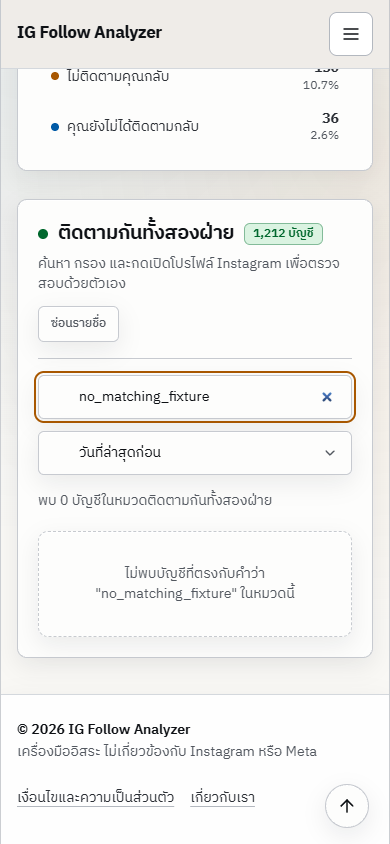 IG Follow Analyzer
ไม่ติดตามคุณกลับ
10.7%
คุณยังไม่ได้ติดตามกลับ 36
2.6%
ติดตามกันทั้งสองฝ่าย 1,212 บัญชี
ค้นหา กรอง และกดเปิดโปรไฟล์ Instagram เพื่อตรวจ
สอบด้วยตัวเอง
ซ่อนรายชื่อ
no_matching_fixture
วันที่ล่าสุดก่อน
พบ 0 บัญชีในหมวดติดตามกันทั้งสองฝ่าย
ไม่พบบัญชีที่ตรงกับคำว่า
"no_matching_fixture" ในหมวดนี้
© 2026 IG Follow Analyzer
เครื่องมืออิสระ ไม่เกี่ยวข้องกับ Instagram หรือ Meta
เงื่อนไขและความเป็นส่วนตัว เกี่ยวกับเรา